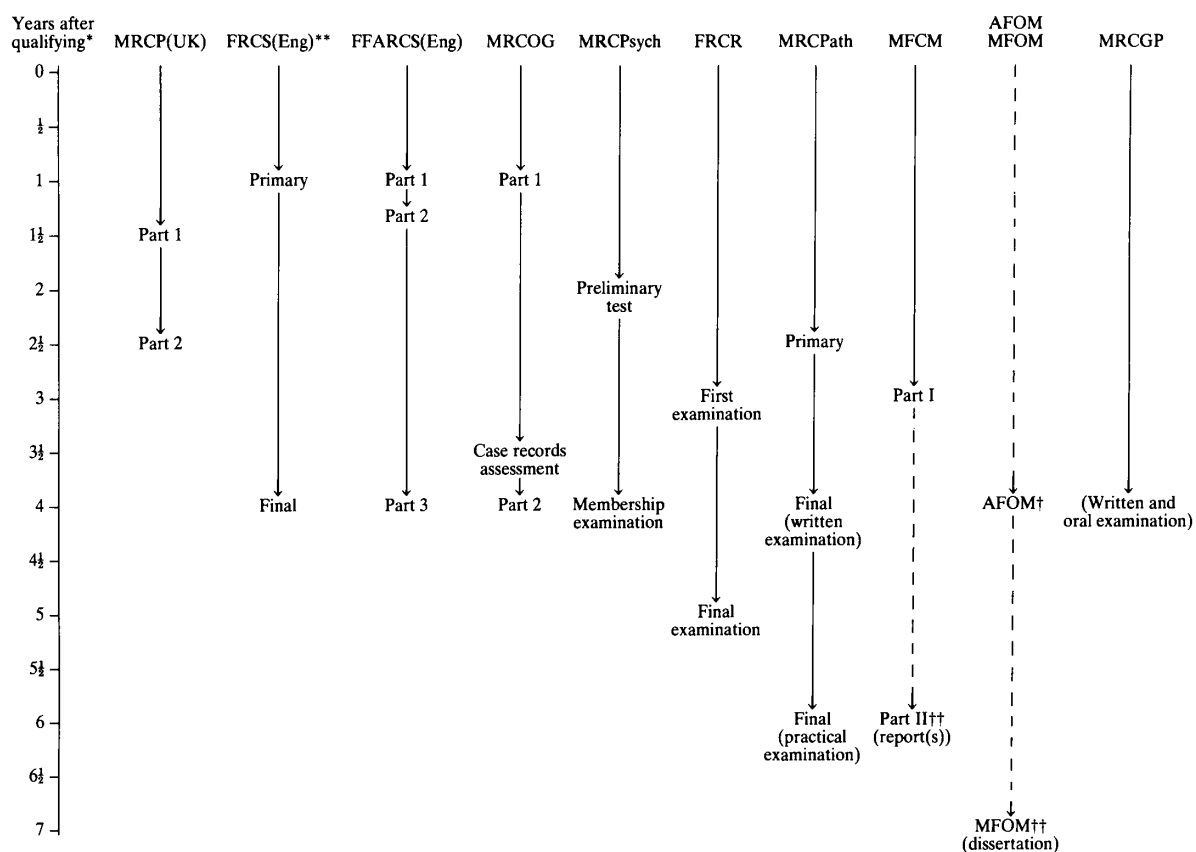 Years after
qualifying*
MRCP(UK)
FRCS(Eng)**
FFARCS(Eng)
MRCOG
MRCPsych
FRCR
MRCPath
MFCM
AFOM
MFOM
MRCGP
0
½
1
1½
2
2½
3
3½
4
4½
5
5½
6
6½
7
Part 1
Part 2
Primary
Final
Part 1
Part 2
Part 3
Part 1
Case records
assessment
Part 2
Preliminary
test
Membership
examination
First
examination
Final
examination
Primary
Final
(written
examination)
Final
(practical
examination)
Part I
Part II††
(report(s))
AFOM†
MFOM††
(dissertation)
(Written and
oral examination)